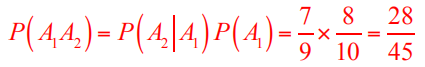 P(A₁A₂) = P(A₂|A₁)P(A₁) = 7/9 × 8/10 = 28/45